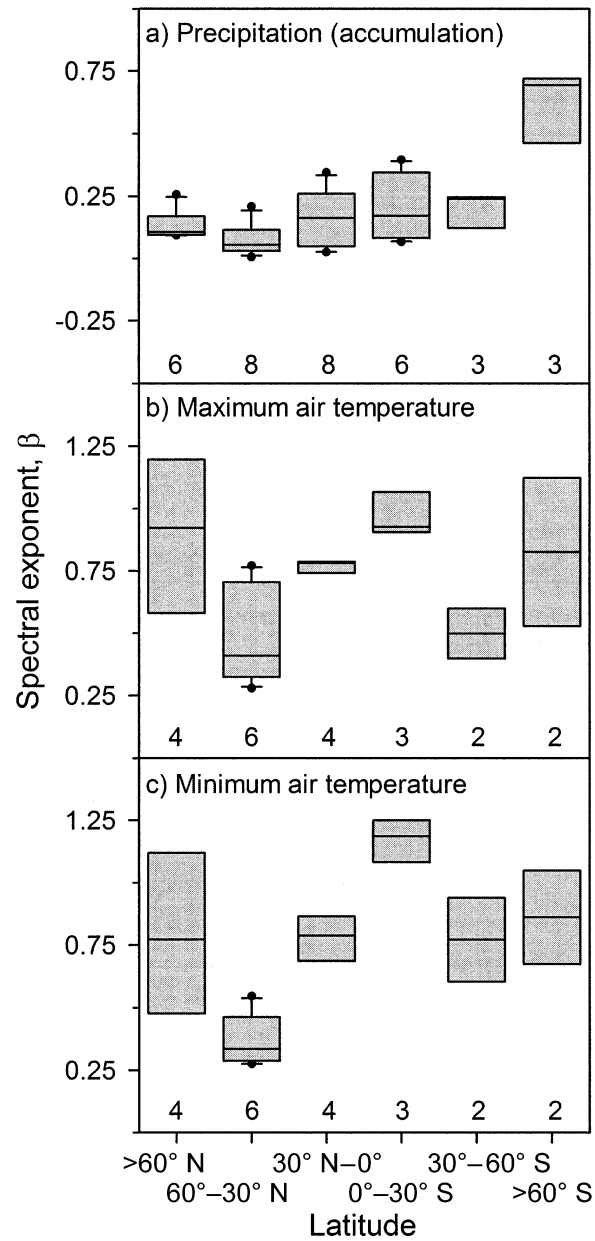 a) Precipitation (accumulation)
0.75
0.25
-0.25
6 8 8 6 3 3
b) Maximum air temperature
1.25
0.75
0.25
4 6 4 3 2 2
c) Minimum air temperature
1.25
0.75
0.25
4 6 4 3 2 2
Spectral exponent, β
>60° N 30° N–0° 30°–60° S
60°–30° N 0°–30° S >60° S
Latitude